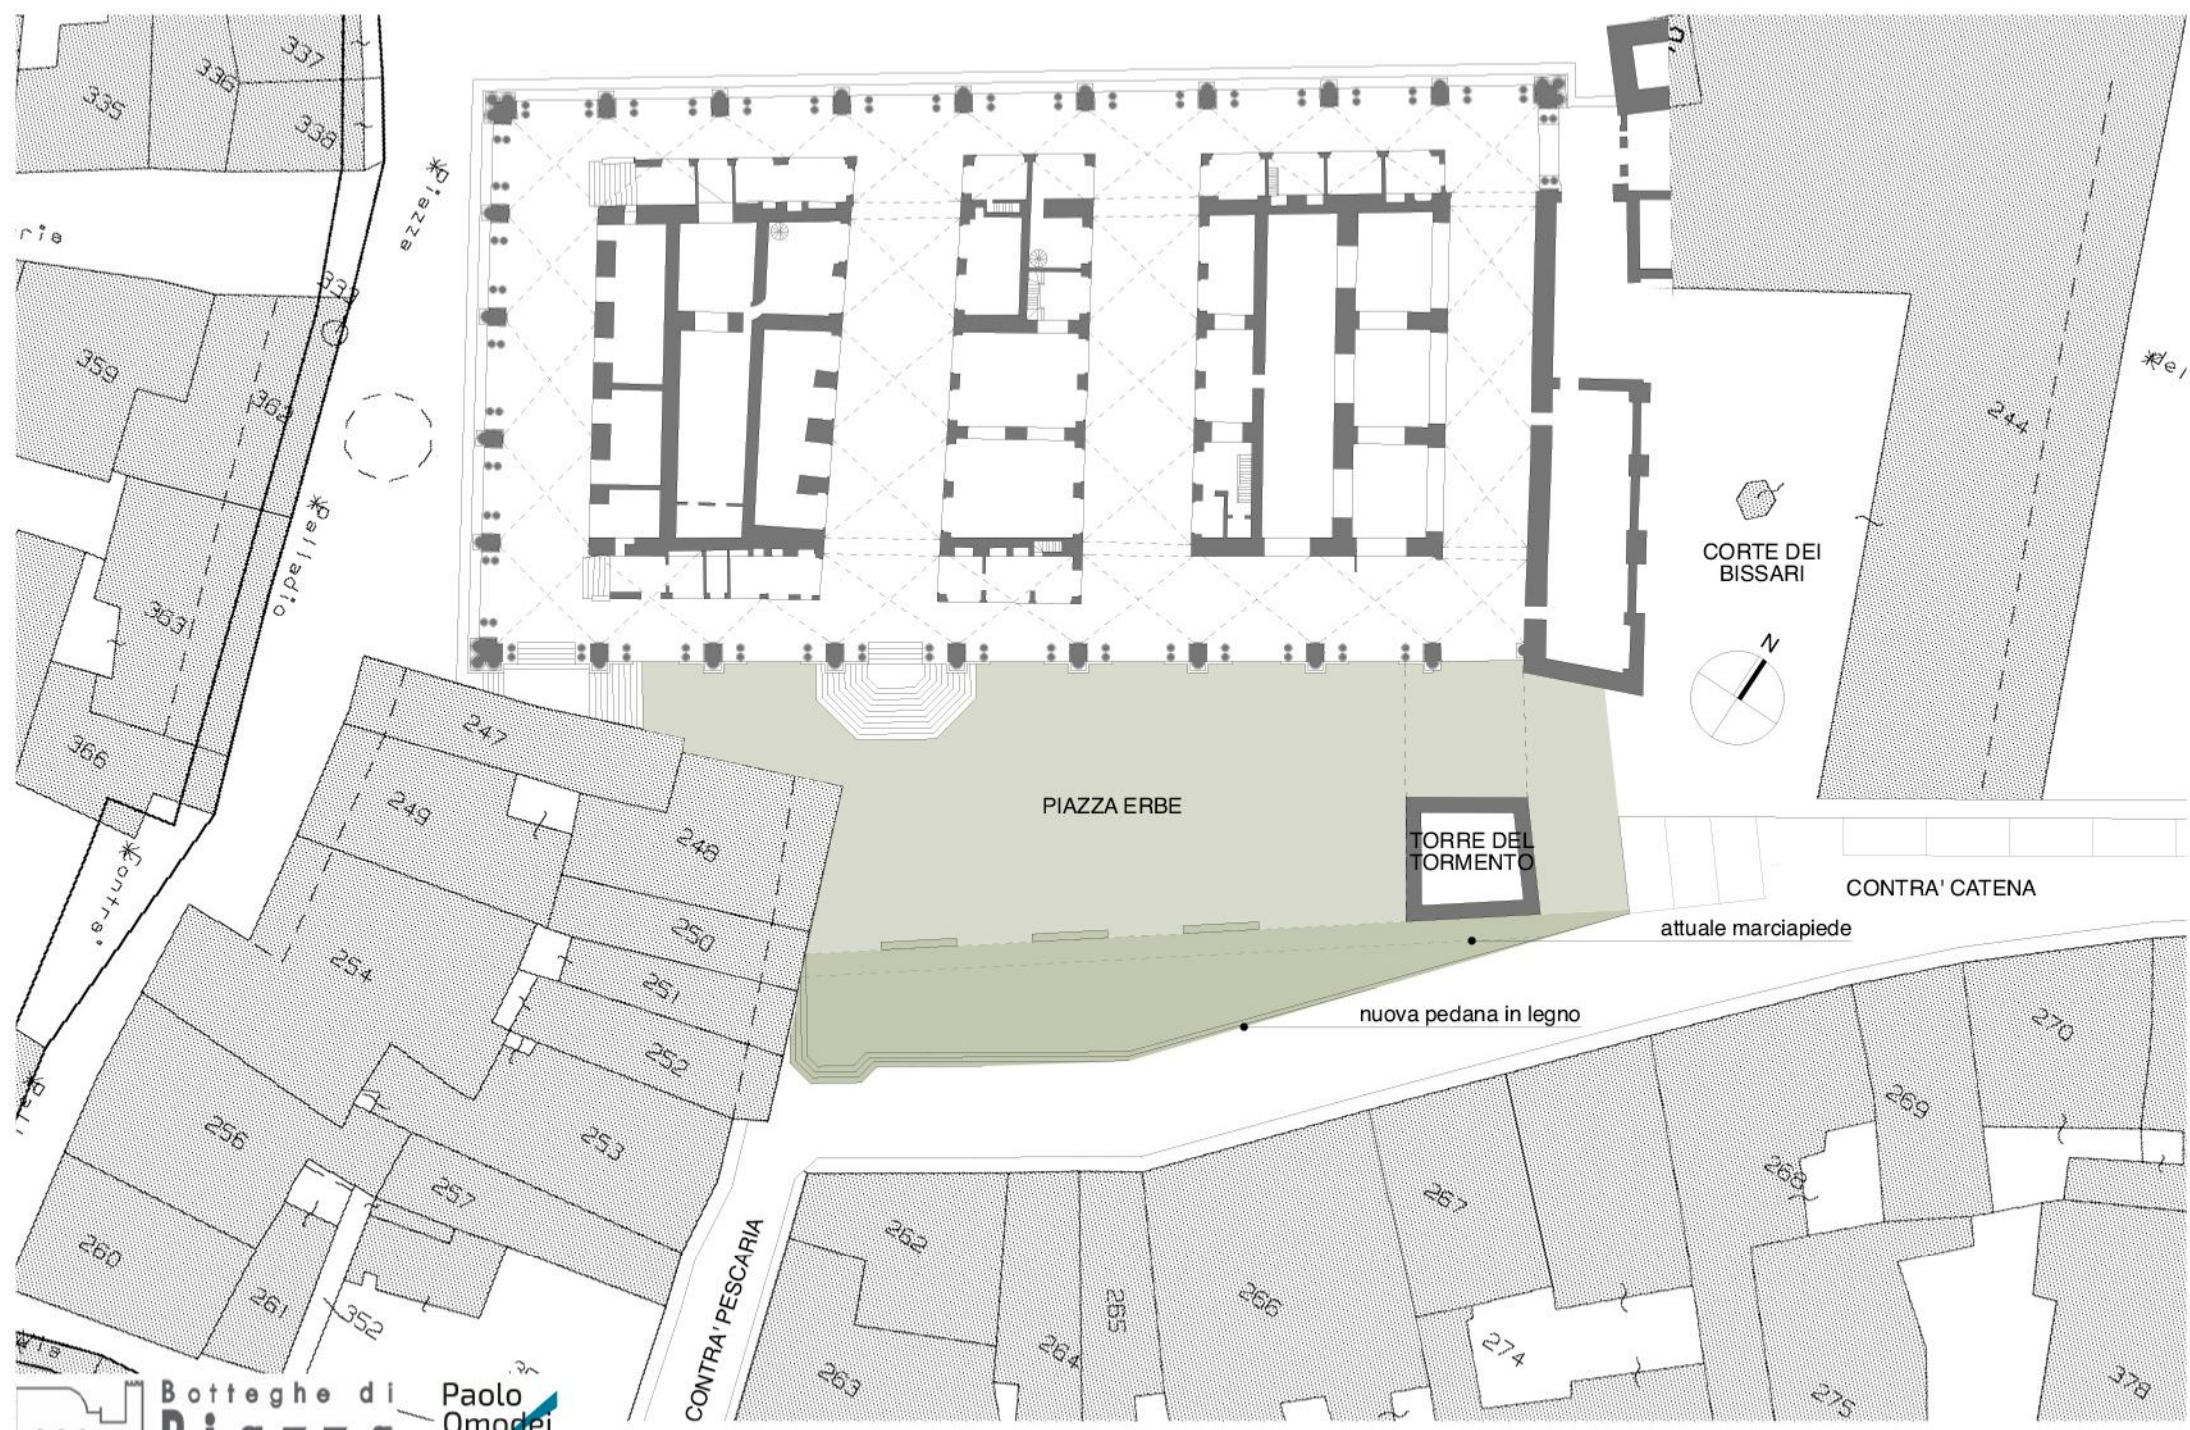 337
336
335
338
Piazza
337
359
362
244
CORTE DEI
BISSARI
Palladio
363
N
247
366
PIAZZA ERBE
249
248
TORRE DEL
TORMENTO
CONTRA' CATENA
Contra'
250
attuale marciapiede
254
251
nuova pedana in legno
270
252
269
256
253
268
257
267
262
CONTRA' PESCARIA
260
261
352
266
265
264
274
263
275
378
Botteghe di
Piazza
Paolo
Omodei